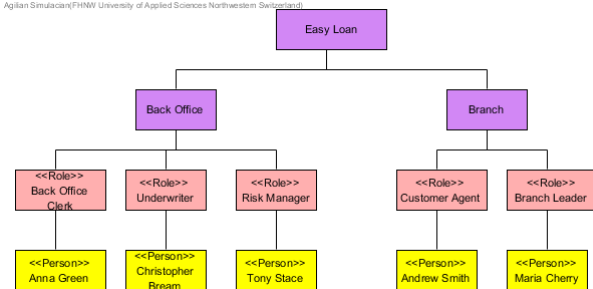 Agilian Simulacian(FHNW University of Applied Sciences Northwestern Switzerland)
Easy Loan
Back Office
Branch
<<Role>>
Back Office
Clerk
<<Role>>
Underwriter
<<Role>>
Risk Manager
<<Role>>
Customer Agent
<<Role>>
Branch Leader
<<Person>>
Anna Green
<<Person>>
Christopher
Bream
<<Person>>
Tony Stace
<<Person>>
Andrew Smith
<<Person>>
Maria Cherry